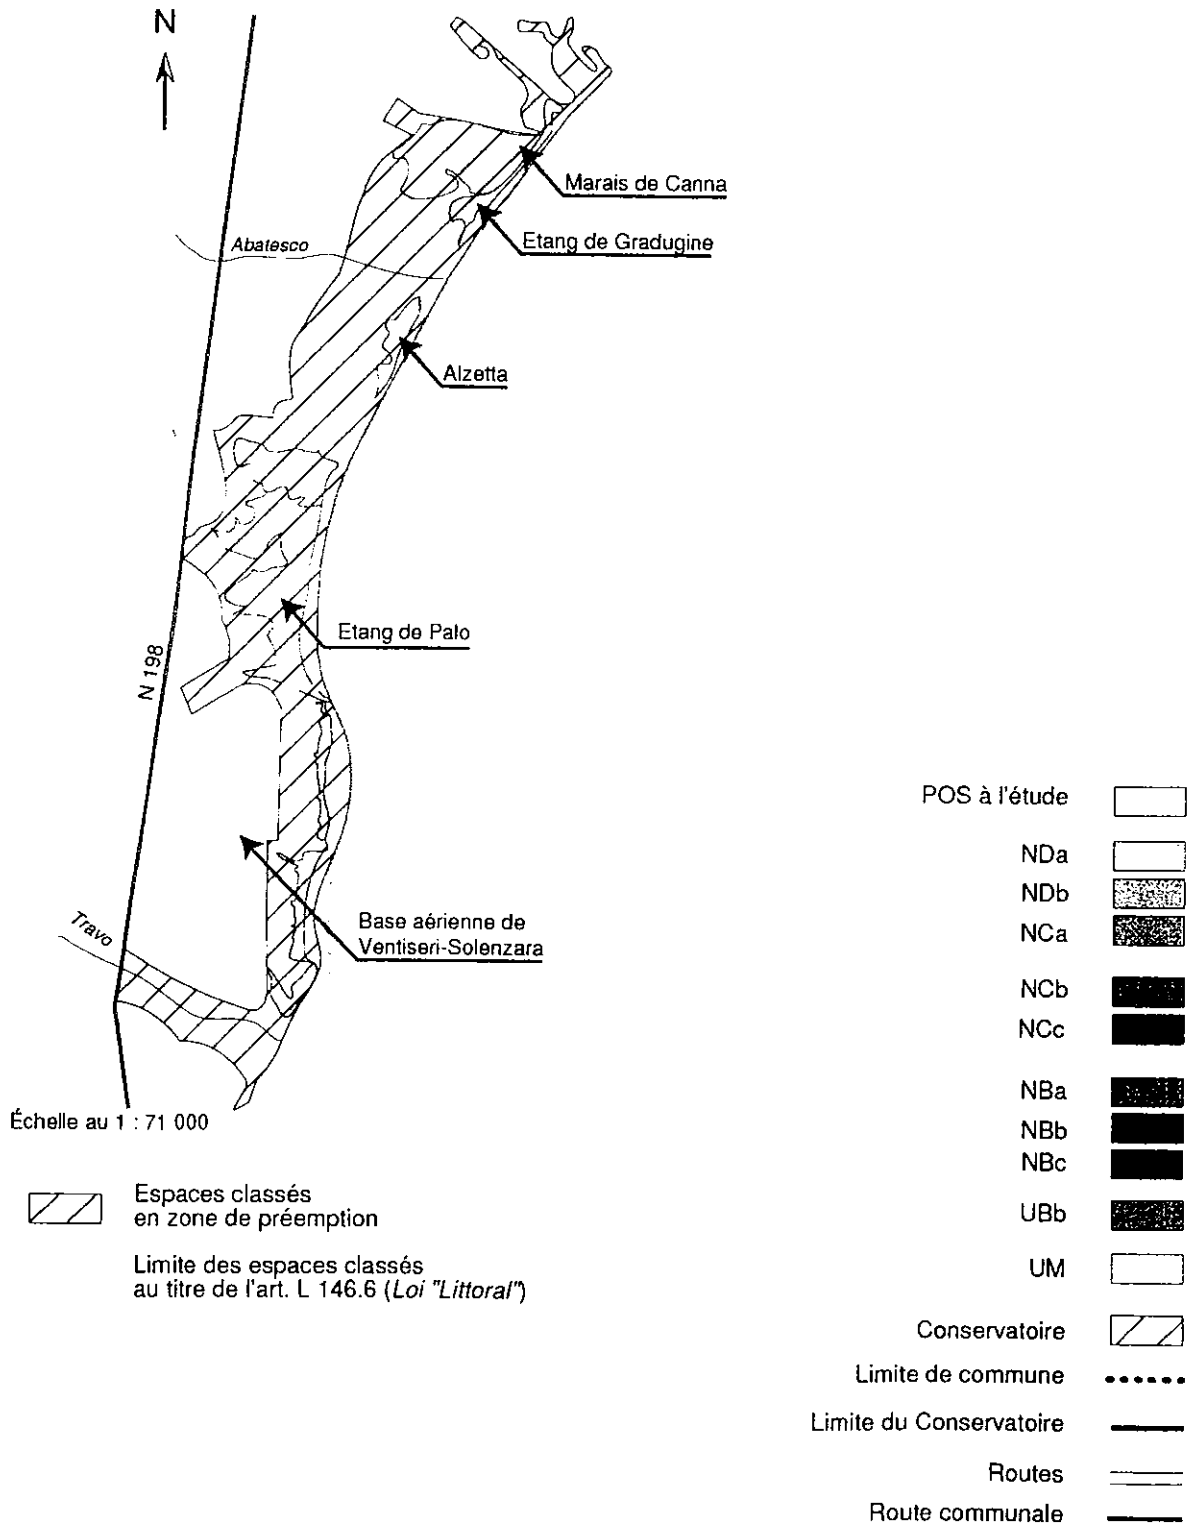 N
Marais de Canna
Etang de Gradugine
Abatesco
Alzetta
Etang de Palo
N 198
Base aérienne de
Ventiseri-Solenzara
Travo
Échelle au 1 : 71 000
Espaces classés
en zone de préemption
Limite des espaces classés
au titre de l'art. L 146.6 (Loi "Littoral")
POS à l'étude
NDa
NDb
NCa
NCb
NCc
NBa
NBb
NBc
UBb
UM
Conservatoire
Limite de commune
Limite du Conservatoire
Routes
Route communale